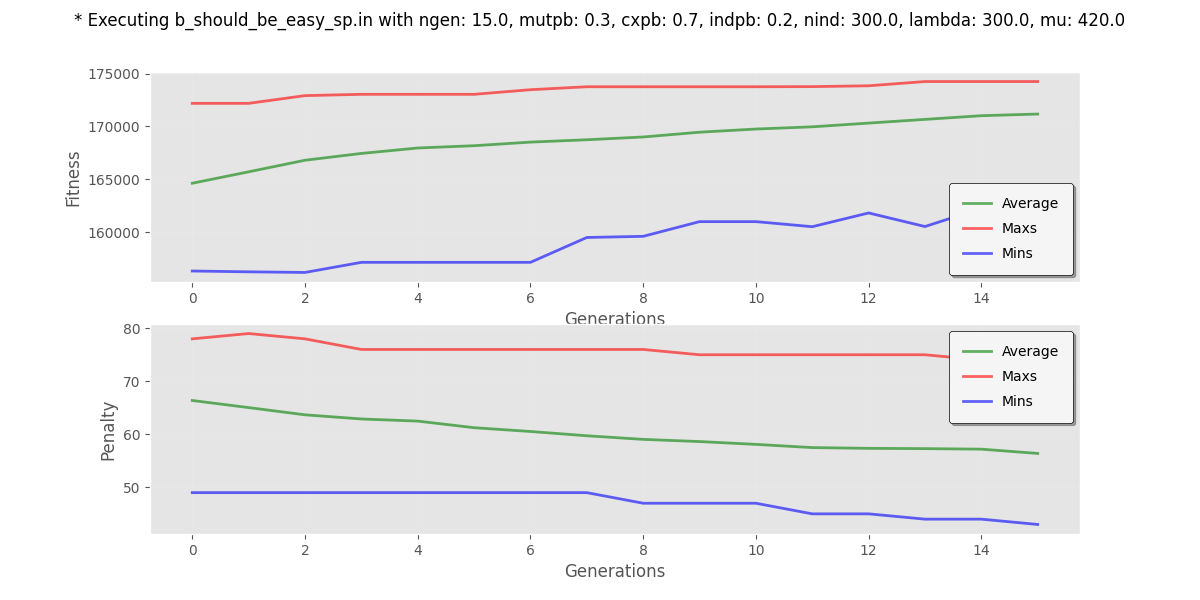 * Executing b_should_be_easy_sp.in with ngen: 15.0, mutpb: 0.3, cxpb: 0.7, indpb: 0.2, nind: 300.0, lambda: 300.0, mu: 420.0
175000
170000
165000
160000
Fitness
Average
Maxs
Mins
0 2 4 6 8 10 12 14
Generations
80
70
60
50
Penalty
Average
Maxs
Mins
0 2 4 6 8 10 12 14
Generations